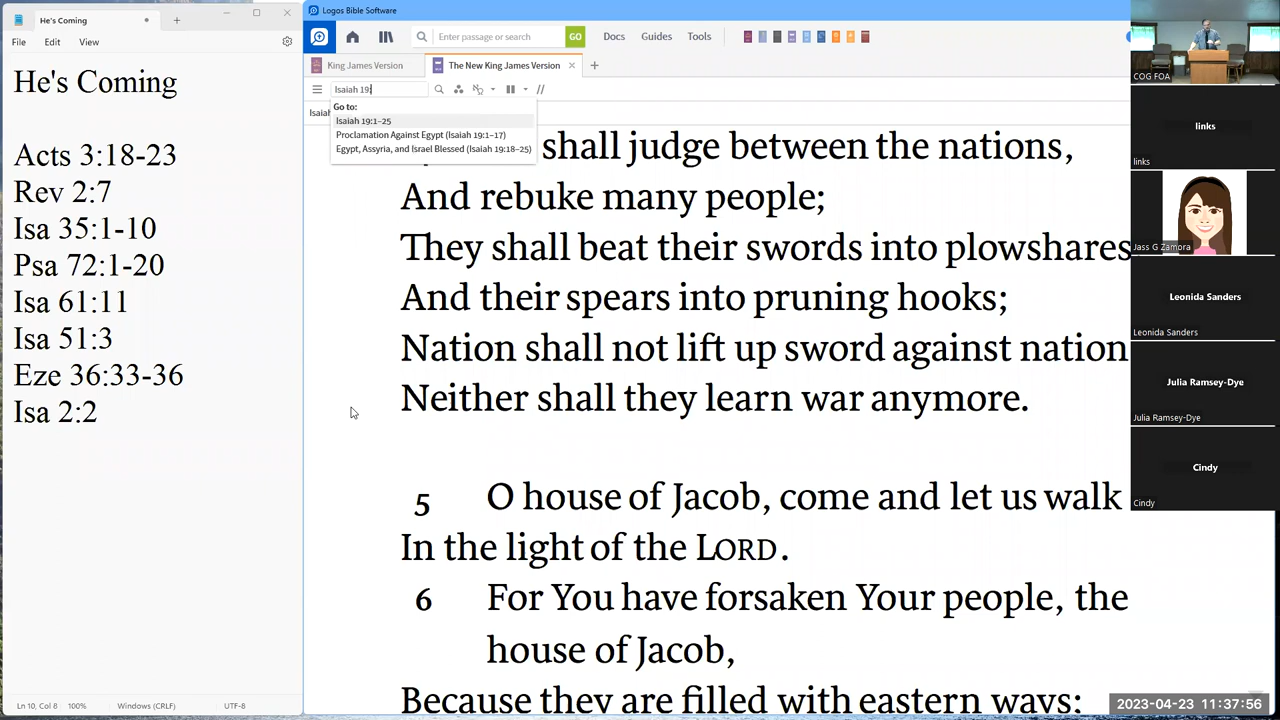 He's Coming
File Edit View
He's Coming
Acts 3:18-23
Rev 2:7
Isa 35:1-10
Psa 72:1-20
Isa 61:11
Isa 51:3
Eze 36:33-36
Isa 2:2
Ln 10, Col 8 100% Windows (CRLF) UTF-8
Logos Bible Software
Enter passage or search GO Docs Guides Tools
King James Version The New King James Version
Isaiah 19:
Isaiah
Go to:
Isaiah 19:1–25
Proclamation Against Egypt (Isaiah 19:1–17)
Egypt, Assyria, and Israel Blessed (Isaiah 19:18–25)
shall judge between the nations,
And rebuke many people;
They shall beat their swords into plowshares
And their spears into pruning hooks;
Nation shall not lift up sword against nation
Neither shall they learn war anymore.
5 O house of Jacob, come and let us walk
In the light of the LORD.
6 For You have forsaken Your people, the
house of Jacob,
Because they are filled with eastern ways;
COG FOA
links
links
Jass G Zamora
Leonida Sanders
Leonida Sanders
Julia Ramsey-Dye
Julia Ramsey-Dye
Cindy
Cindy
2023-04-23 11:37:56